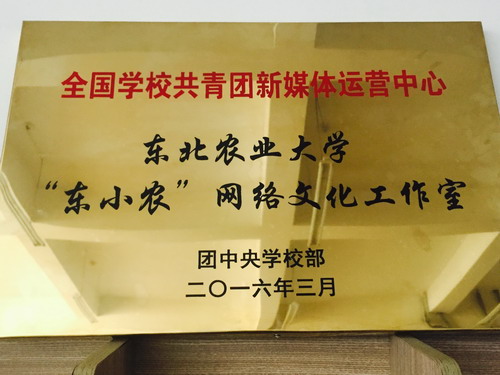 全国学校共青团新媒体运营中心
东北农业大学
“东小农”网络文化工作室
团中央学校部
二〇一六年三月